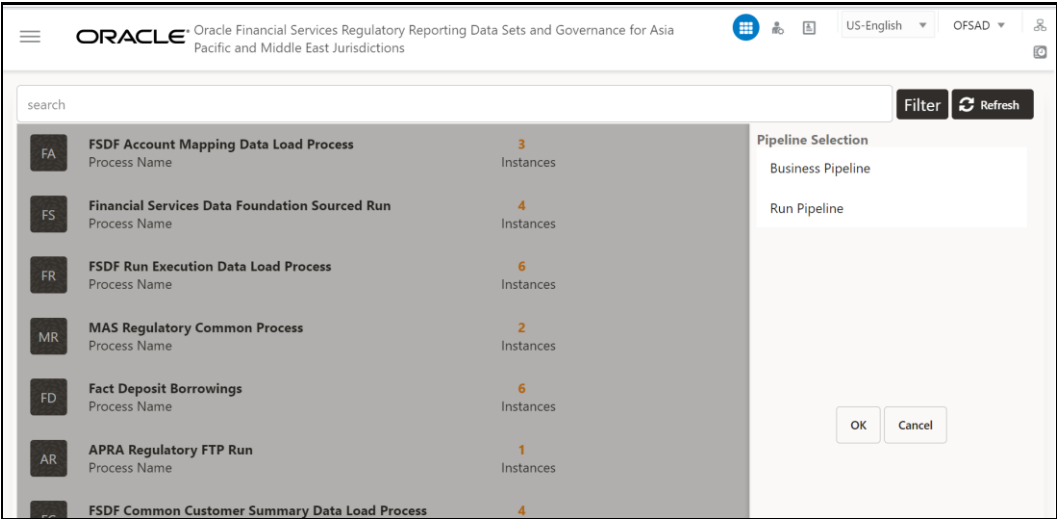 ORACLE® Oracle Financial Services Regulatory Reporting Data Sets and Governance for Asia
Pacific and Middle East Jurisdictions
US-English
OFSAD
search
Filter
Refresh
FA
FSDF Account Mapping Data Load Process
Process Name
3
Instances
FS
Financial Services Data Foundation Sourced Run
Process Name
4
Instances
FR
FSDF Run Execution Data Load Process
Process Name
6
Instances
MR
MAS Regulatory Common Process
Process Name
2
Instances
FD
Fact Deposit Borrowings
Process Name
6
Instances
AR
APRA Regulatory FTP Run
Process Name
1
Instances
FSDF Common Customer Summary Data Load Process
4
Pipeline Selection
Business Pipeline
Run Pipeline
OK
Cancel